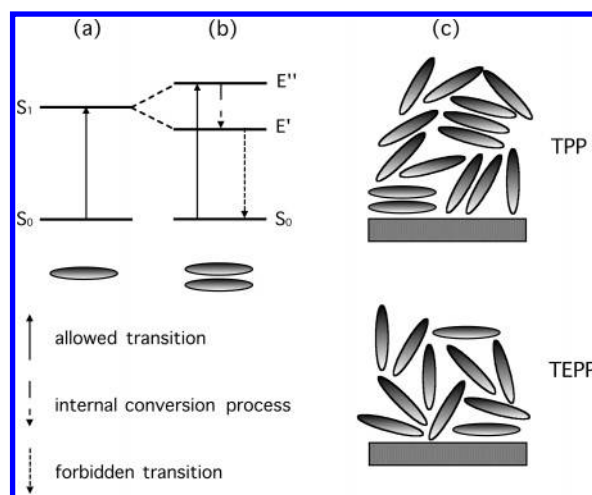 (a)
(b)
(c)
S₁
E''
E'
S₀
S₀
TPP
allowed transition
internal conversion process
forbidden transition
TEPP